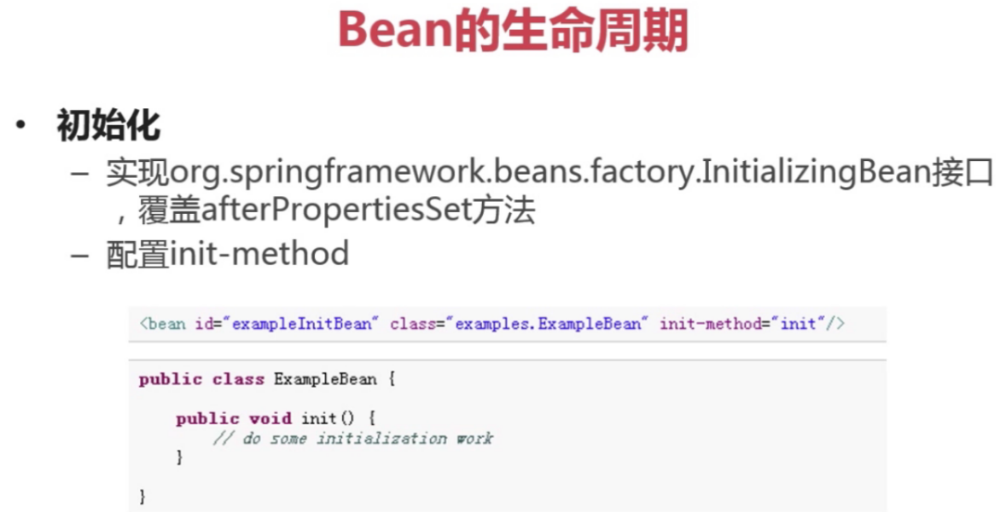 Bean的生命周期
• 初始化
– 实现org.springframework.beans.factory.InitializingBean接口
，覆盖afterPropertiesSet方法
– 配置init-method
<bean id="exampleInitBean" class="examples.ExampleBean" init-method="init"/>
public class ExampleBean {
public void init() {
// do some initialization work
}
}